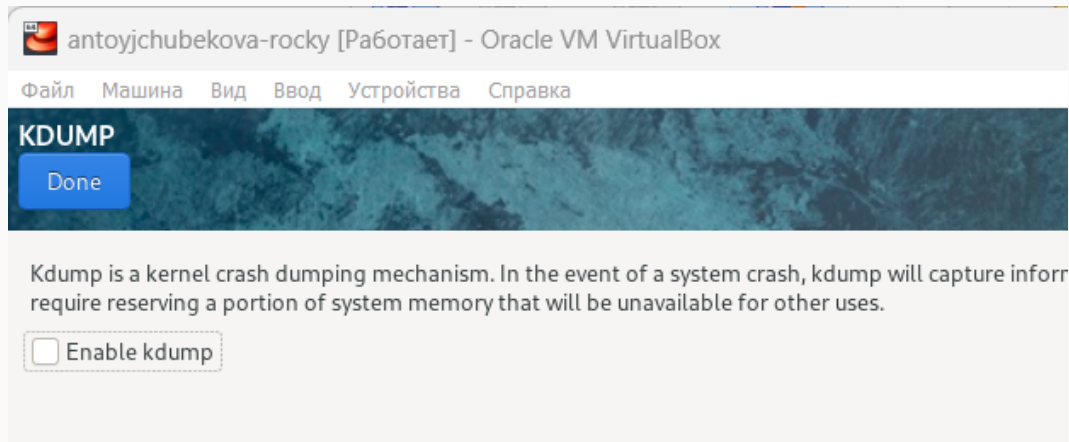 64
antoyjchubekova-rocky [Работает] - Oracle VM VirtualBox
Файл Машина Вид Ввод Устройства Справка
KDUMP
Done
Kdump is a kernel crash dumping mechanism. In the event of a system crash, kdump will capture inforr
require reserving a portion of system memory that will be unavailable for other uses.
Enable kdump